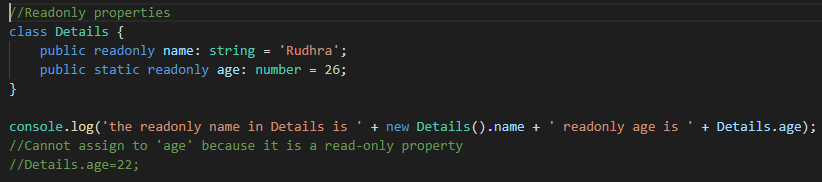 //Readonly properties
class Details {
    public readonly name: string = 'Rudhra';
    public static readonly age: number = 26;
}
console.log('the readonly name in Details is ' + new Details().name + ' readonly age is ' + Details.age);
//Cannot assign to 'age' because it is a read-only property
//Details.age=22;